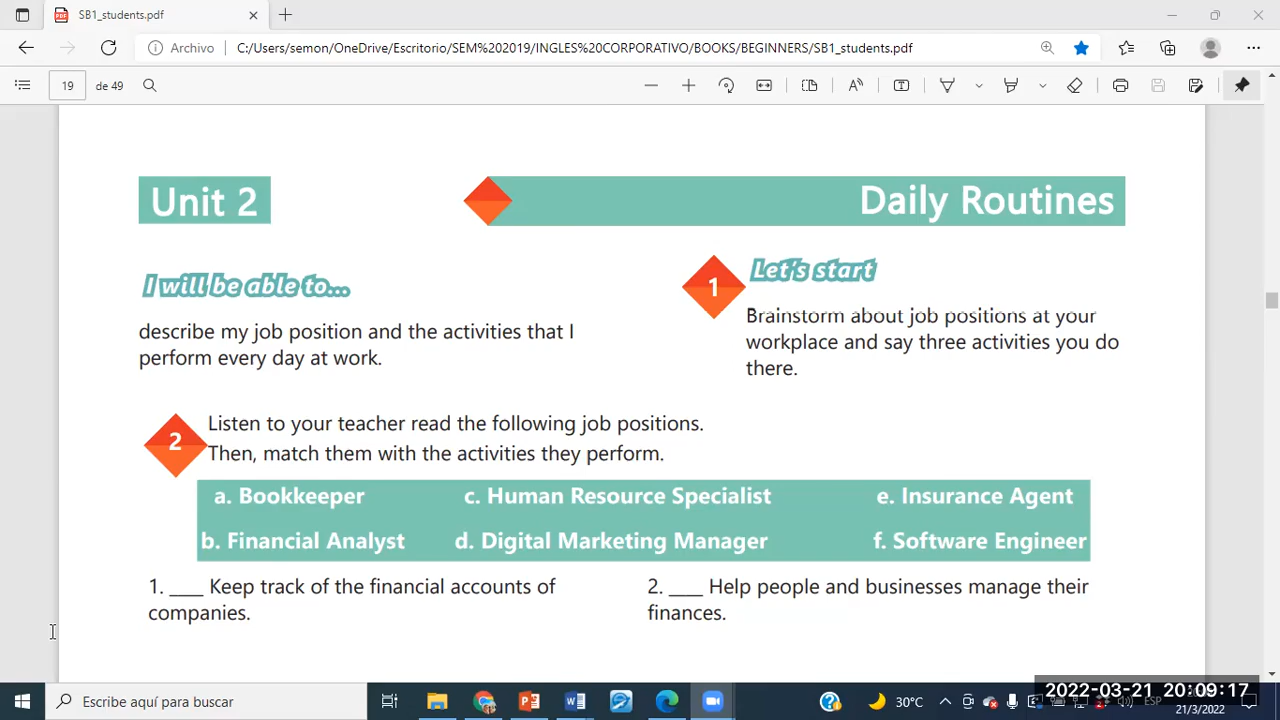 SB1_students.pdf
Archivo C:/Users/semon/OneDrive/Escritorio/SEM%202019/INGLES%20CORPORATIVO/BOOKS/BEGINNERS/SB1_students.pdf
19 de 49
Unit 2
Daily Routines
I will be able to...
describe my job position and the activities that I
perform every day at work.
1
Let's start
Brainstorm about job positions at your
workplace and say three activities you do
there.
2
Listen to your teacher read the following job positions.
Then, match them with the activities they perform.
a. Bookkeeper c. Human Resource Specialist e. Insurance Agent
b. Financial Analyst d. Digital Marketing Manager f. Software Engineer
1. ____ Keep track of the financial accounts of
companies.
2. ____ Help people and businesses manage their
finances.
Escribe aquí para buscar
30°C
ESP
2022-03-21 20:09:17
21/3/2022